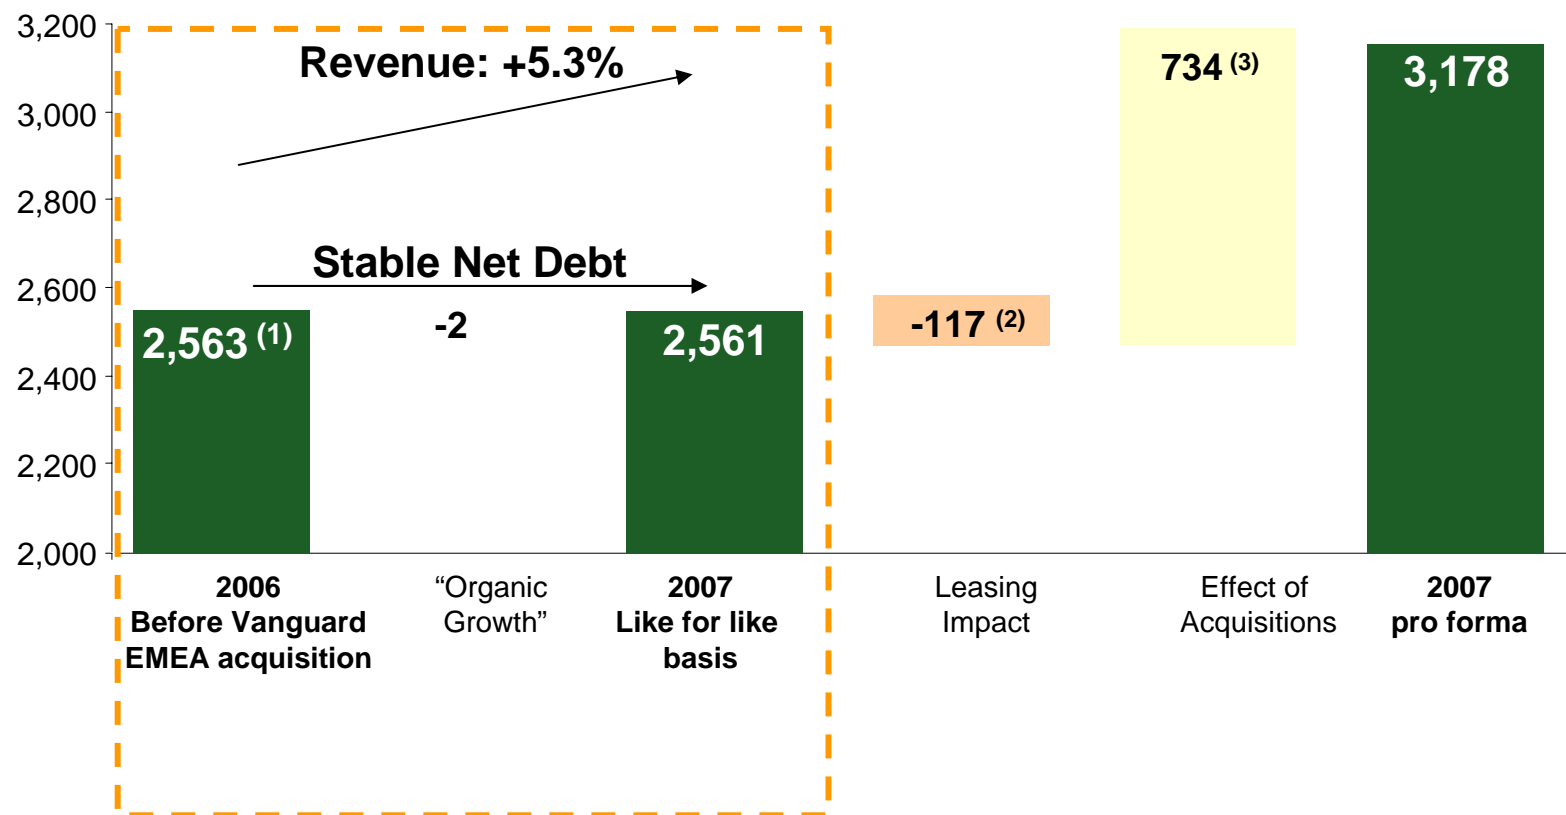 3,200
3,000
2,800
2,600
2,400
2,200
2,000
Revenue: +5.3%
Stable Net Debt
2,563 (1)
-2
2,561
-117 (2)
734 (3)
3,178
2006
Before Vanguard
EMEA acquisition
“Organic
Growth”
2007
Like for like
basis
Leasing
Impact
Effect of
Acquisitions
2007
pro forma